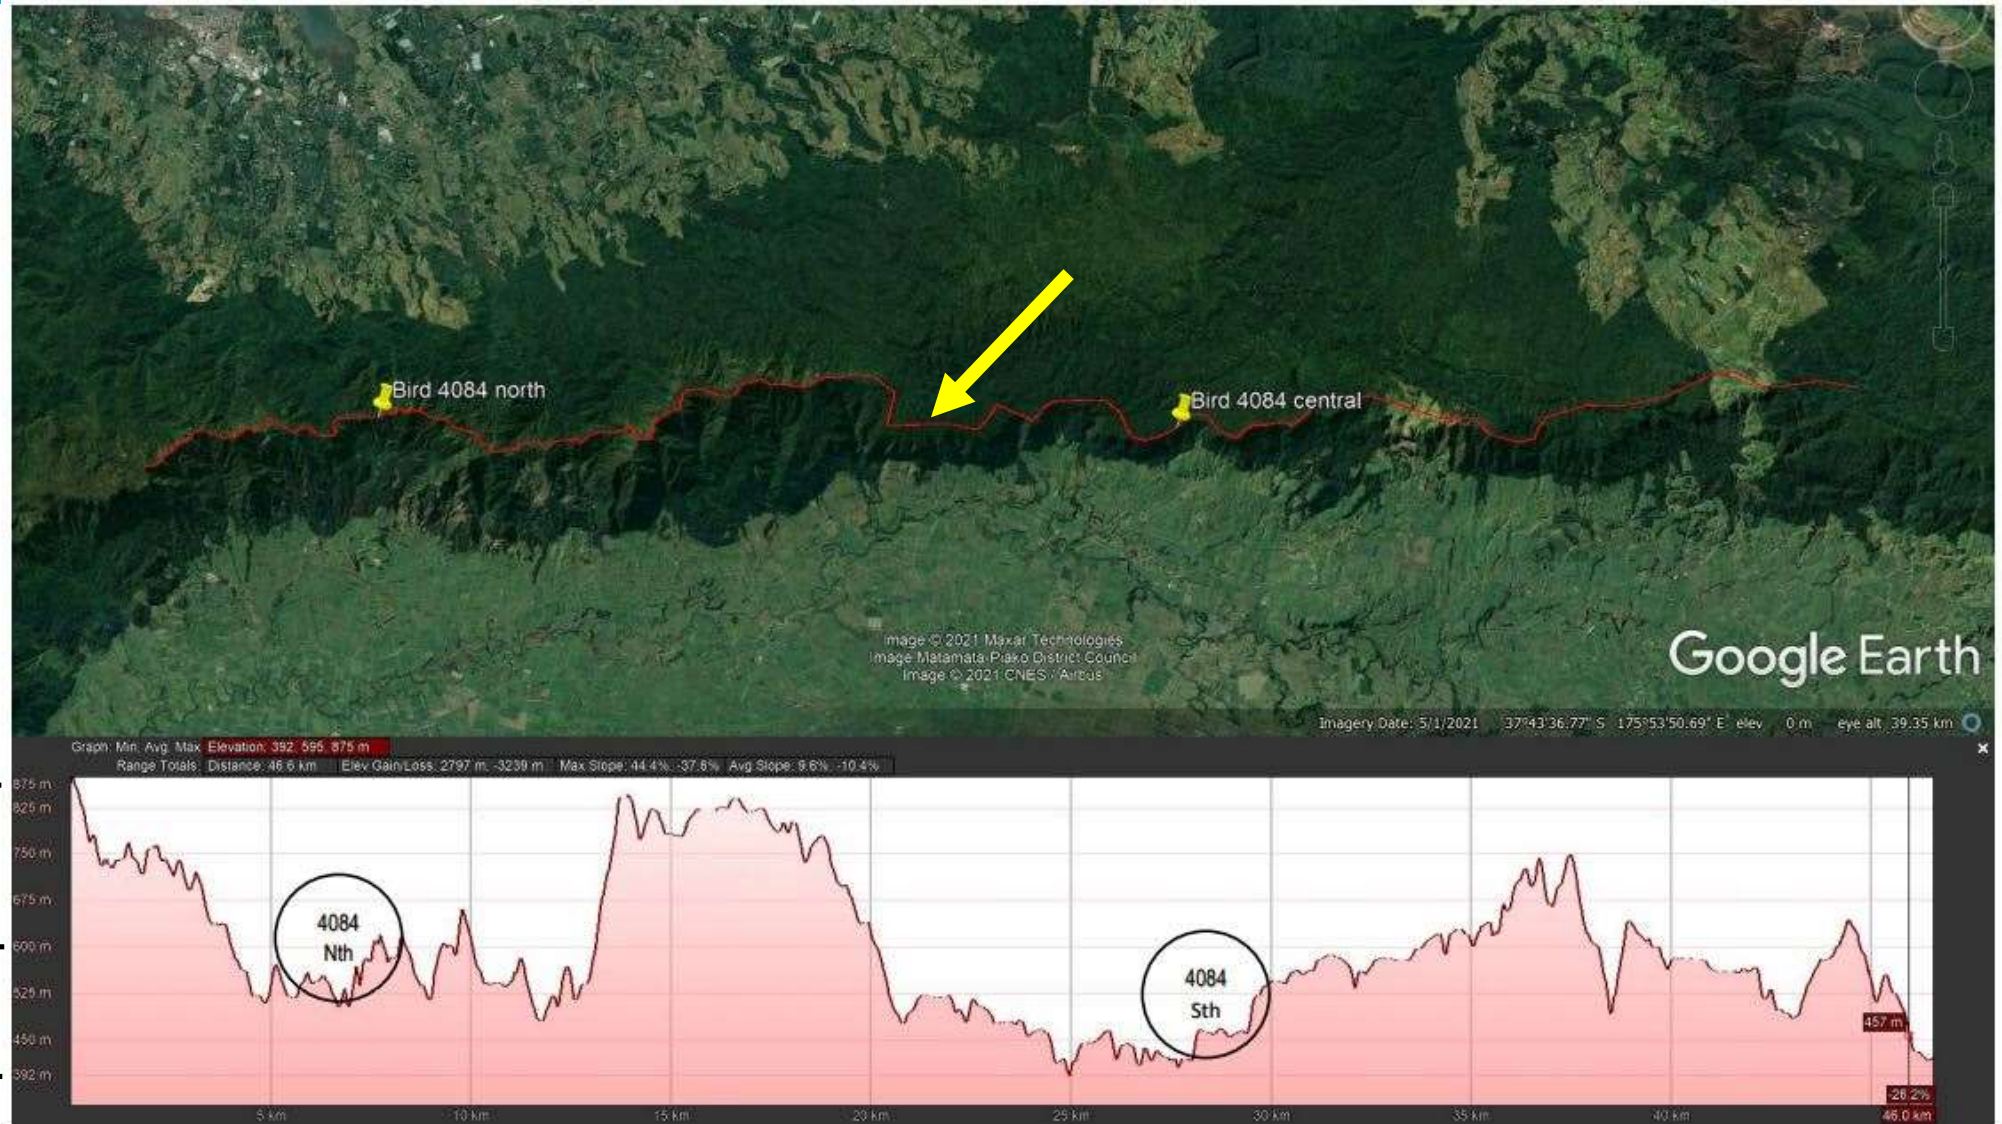 Bird 4084 north
Bird 4084 central
Image © 2021 Maxar Technologies
Image Matamata-Piako District Council
Image © 2021 CNES / Airbus
Google Earth
Imagery Date: 5/1/2021 37°43'36.77" S 175°53'50.69" E elev 0 m eye alt 39.35 km
Graph: Min, Avg, Max Elevation: 392, 595, 875 m
Range Totals: Distance: 46.6 km Elev Gain/Loss: 2797 m, -3239 m Max Slope: 44.4%, -37.6% Avg Slope: 9.6%, -10.4%
875 m
825 m
750 m
675 m
600 m
525 m
450 m
392 m
4084
Nth
4084
Sth
457 m
-26.2%
5 km 10 km 15 km 20 km 25 km 30 km 35 km 40 km 46.0 km